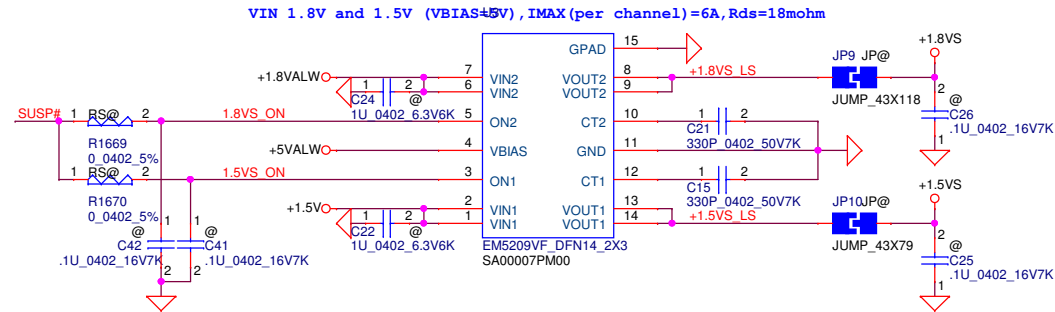 VIN 1.8V and 1.5V (VBIAS=5V),IMAX(per channel)=6A,Rds=18mohm
+1.8VALW
1 2
C24 @
1U_0402_6.3V6K
SUSP#
1 RS@ 2
R1669
0_0402_5%
1.8VS_ON
+5VALW
1 RS@ 2
R1670
0_0402_5%
1.5VS_ON
+1.5V
1 2
C22 @
1U_0402_6.3V6K
1 @
C42
.1U_0402_16V7K
2
1 @
C41
.1U_0402_16V7K
2
7 VIN2
6 VIN2
5 ON2
4 VBIAS
3 ON1
2 VIN1
1 VIN1
GPAD 15
VOUT2 8
VOUT2 9
CT2 10
GND 11
CT1 12
VOUT1 13
VOUT1 14
EM5209VF_DFN14_2X3
SA00007PM00
+1.8VS_LS
1 2
C21
330P_0402_50V7K
1 2
C15
330P_0402_50V7K
+1.5VS_LS
JP9 JP@
JUMP_43X118
+1.8VS
2 @
C26
.1U_0402_16V7K
1
JP10 JP@
JUMP_43X79
+1.5VS
2 @
C25
.1U_0402_16V7K
1